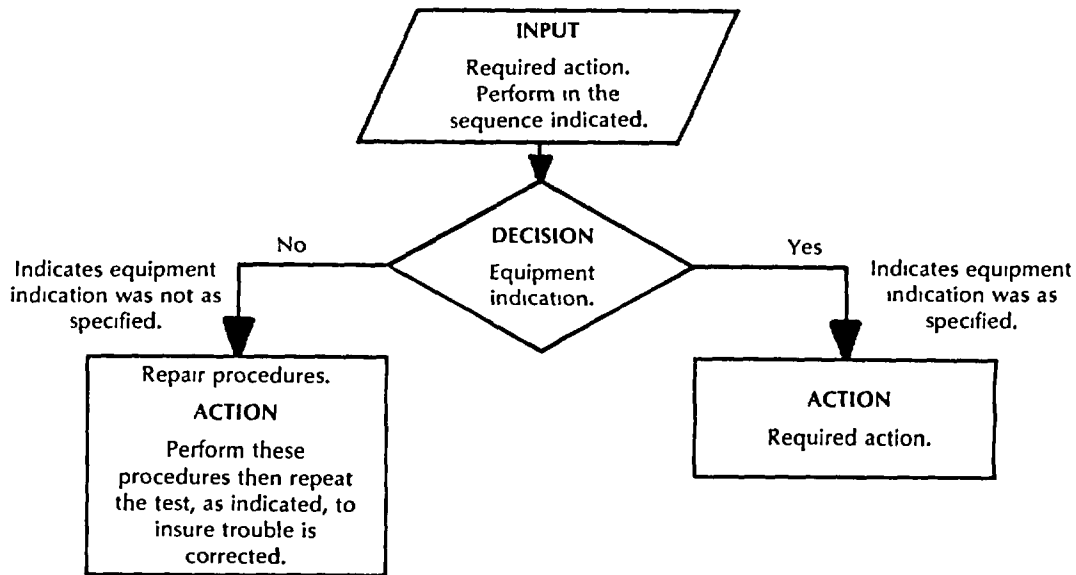 INPUT
Required action.
Perform in the
sequence indicated.
DECISION
Equipment
indication.
No
Indicates equipment
indication was not as
specified.
Yes
Indicates equipment
indication was as
specified.
Repair procedures.
ACTION
Perform these
procedures then repeat
the test, as indicated, to
insure trouble is
corrected.
ACTION
Required action.